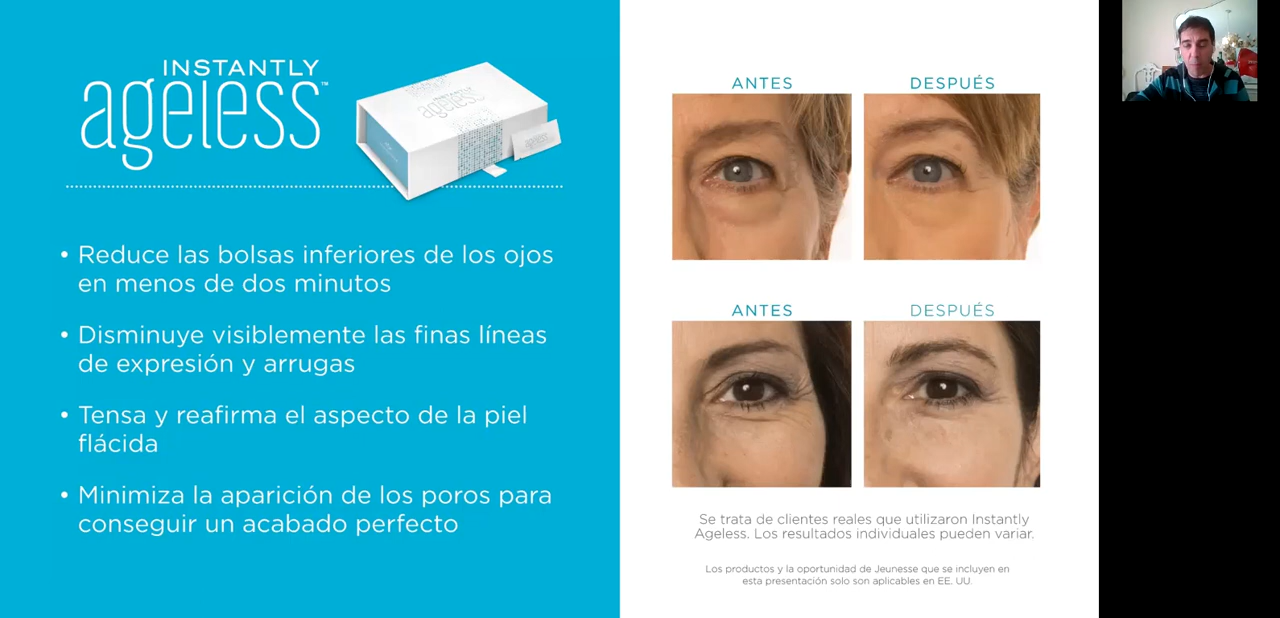 INSTANTLY
ageless™
INSTANTLY
ageless
ageless
• Reduce las bolsas inferiores de los ojos
en menos de dos minutos
• Disminuye visiblemente las finas líneas
de expresión y arrugas
• Tensa y reafirma el aspecto de la piel
flácida
• Minimiza la aparición de los poros para
conseguir un acabado perfecto
ANTES
DESPUÉS
ANTES
DESPUÉS
Se trata de clientes reales que utilizaron Instantly
Ageless. Los resultados individuales pueden variar.
Los productos y la oportunidad de Jeunesse que se incluyen en
esta presentación solo son aplicables en EE. UU.